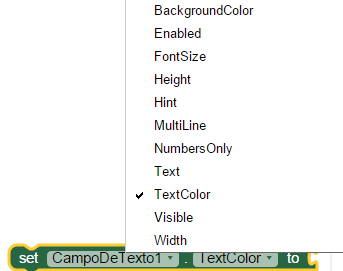 BackgroundColor
Enabled
FontSize
Height
Hint
MultiLine
NumbersOnly
Text
TextColor
Visible
Width
set CampoDeTexto1 . TextColor to